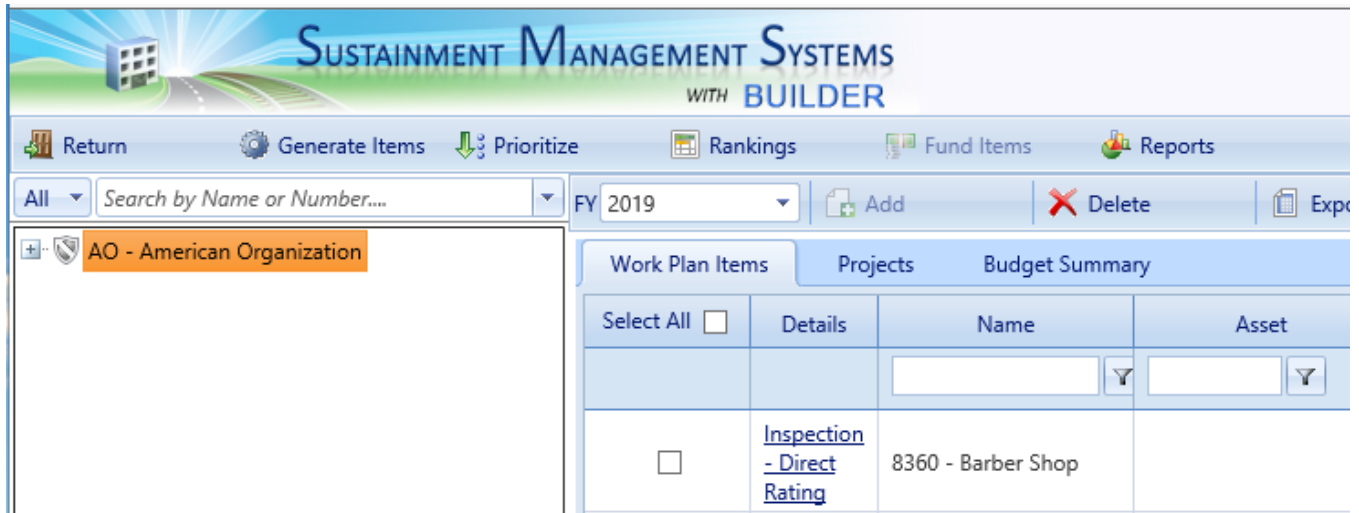 SUSTAINMENT MANAGEMENT SYSTEMS
WITH BUILDER
Return Generate Items Prioritize Rankings Fund Items Reports
All Search by Name or Number.... FY 2019 Add Delete Expo
AO - American Organization
Work Plan Items Projects Budget Summary
Select All Details Name Asset
Inspection
- Direct
Rating
8360 - Barber Shop